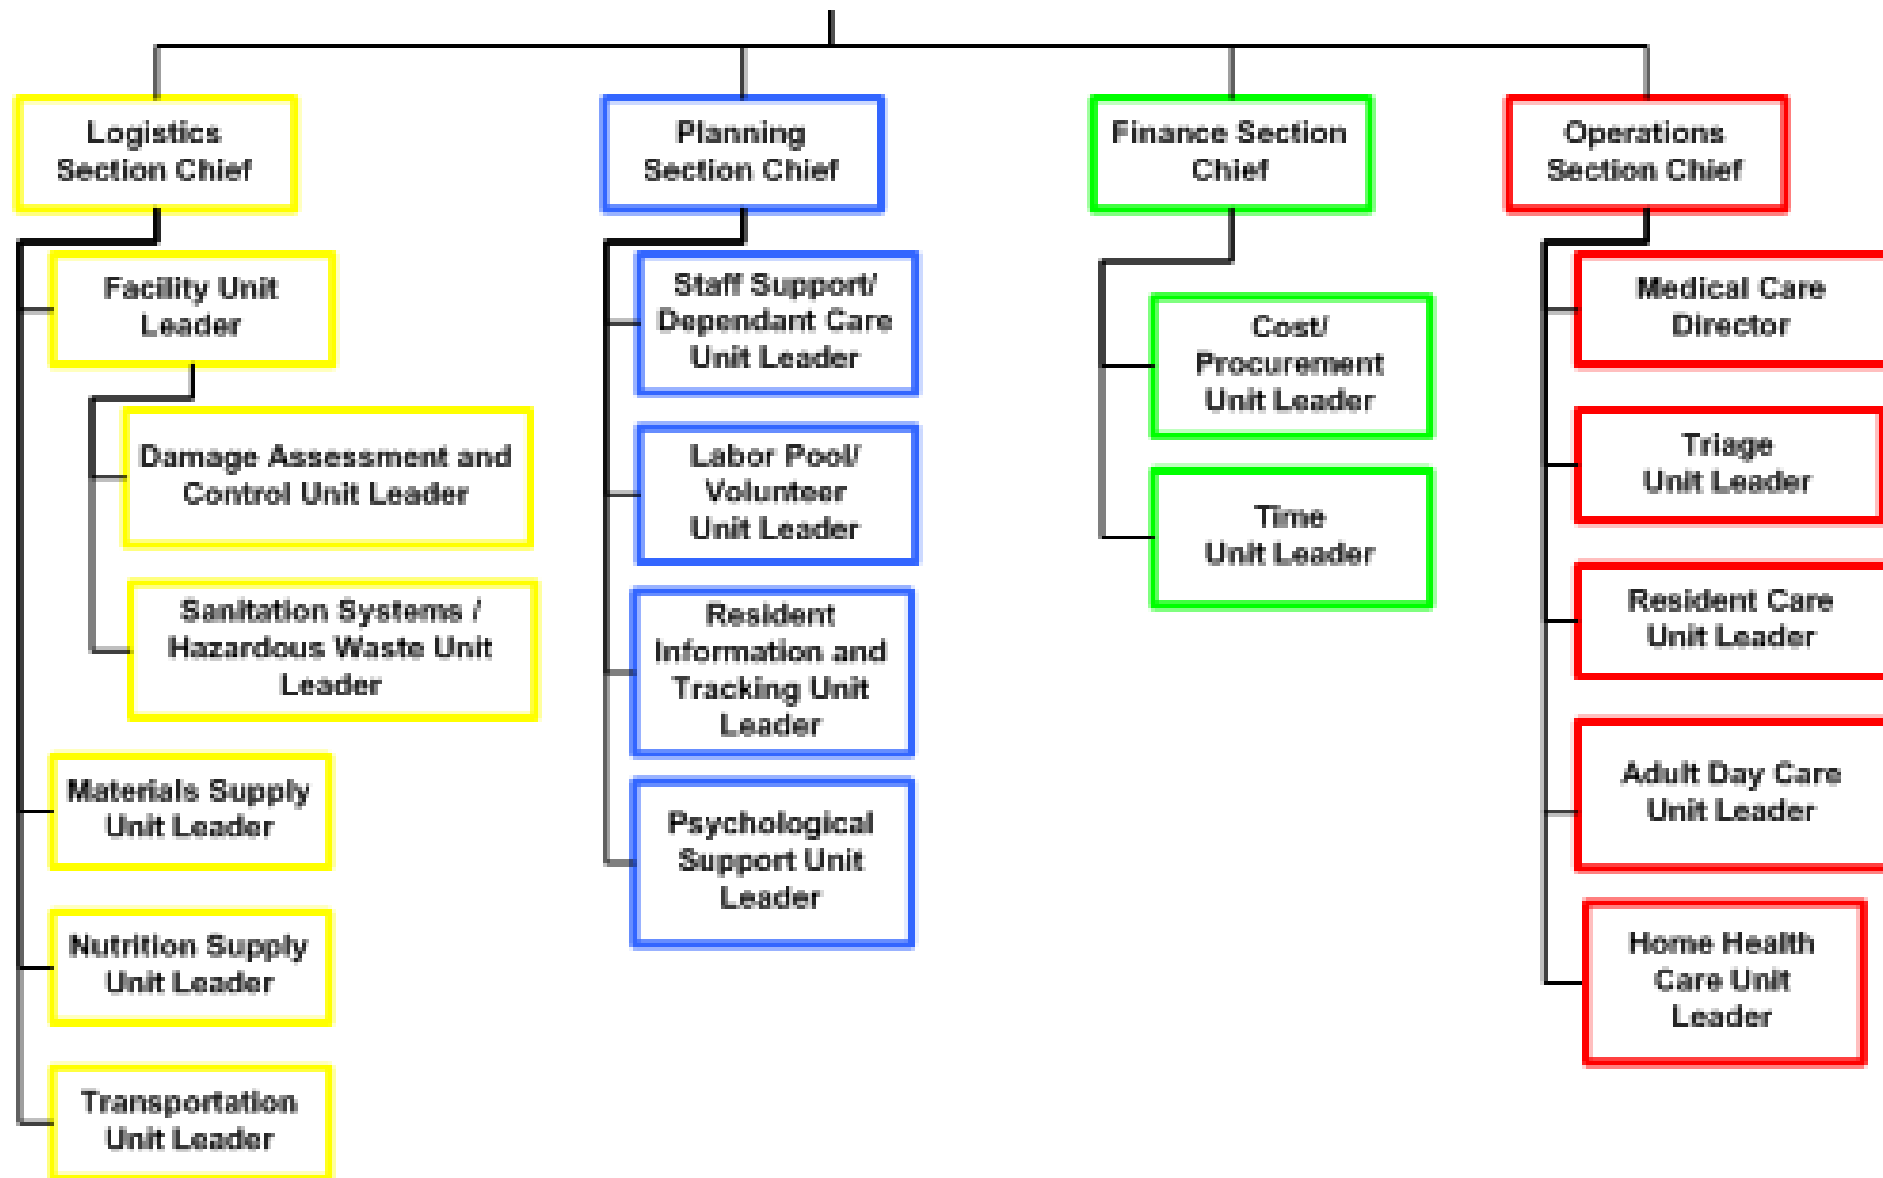 Logistics
Section Chief
Facility Unit
Leader
Damage Assessment and
Control Unit Leader
Sanitation Systems /
Hazardous Waste Unit
Leader
Materials Supply
Unit Leader
Nutrition Supply
Unit Leader
Transportation
Unit Leader
Planning
Section Chief
Staff Support/
Dependant Care
Unit Leader
Labor Pool/
Volunteer
Unit Leader
Resident
Information and
Tracking Unit
Leader
Psychological
Support Unit
Leader
Finance Section
Chief
Cost/
Procurement
Unit Leader
Time
Unit Leader
Operations
Section Chief
Medical Care
Director
Triage
Unit Leader
Resident Care
Unit Leader
Adult Day Care
Unit Leader
Home Health
Care Unit
Leader